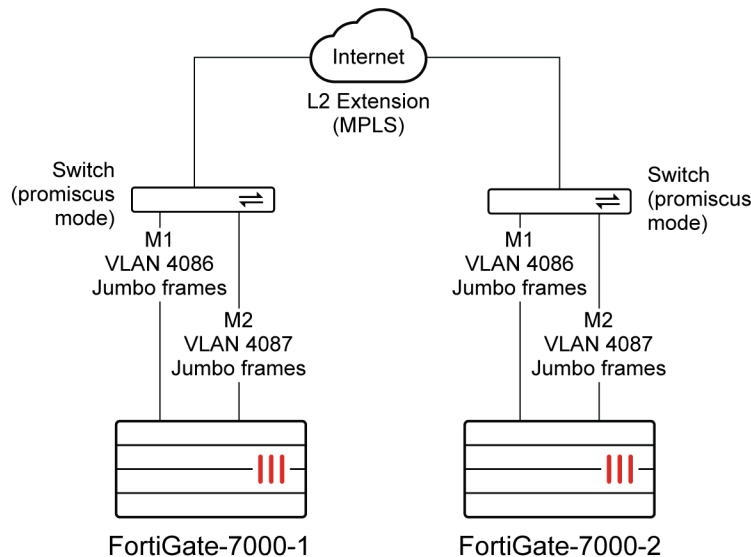 Internet
L2 Extension
(MPLS)
Switch
(promiscus
mode)
Switch
(promiscus
mode)
M1
VLAN 4086
Jumbo frames
M2
VLAN 4087
Jumbo frames
M1
VLAN 4086
Jumbo frames
M2
VLAN 4087
Jumbo frames
FortiGate-7000-1
FortiGate-7000-2